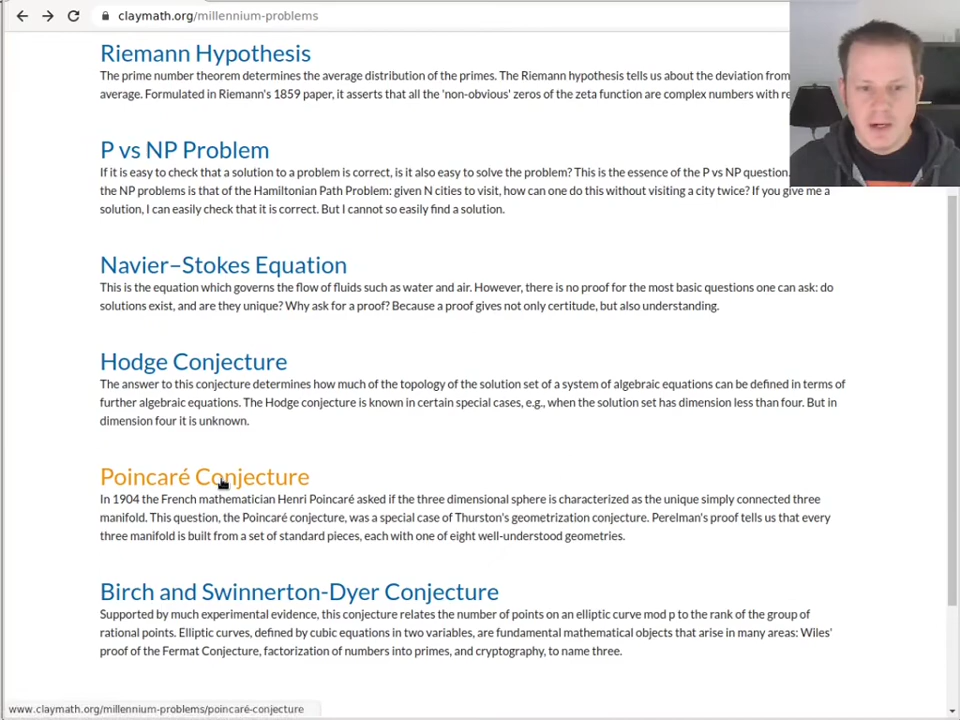 claymath.org/millennium-problems
Riemann Hypothesis
The prime number theorem determines the average distribution of the primes. The Riemann hypothesis tells us about the deviation from
average. Formulated in Riemann's 1859 paper, it asserts that all the 'non-obvious' zeros of the zeta function are complex numbers with
P vs NP Problem
If it is easy to check that a solution to a problem is correct, is it also easy to solve the problem? This is the essence of the P vs NP question.
the NP problems is that of the Hamiltonian Path Problem: given N cities to visit, how can one do this without visiting a city twice? If you give me a
solution, I can easily check that it is correct. But I cannot so easily find a solution.
Navier–Stokes Equation
This is the equation which governs the flow of fluids such as water and air. However, there is no proof for the most basic questions one can ask: do
solutions exist, and are they unique? Why ask for a proof? Because a proof gives not only certitude, but also understanding.
Hodge Conjecture
The answer to this conjecture determines how much of the topology of the solution set of a system of algebraic equations can be defined in terms of
further algebraic equations. The Hodge conjecture is known in certain special cases, e.g., when the solution set has dimension less than four. But in
dimension four it is unknown.
Poincaré Conjecture
In 1904 the French mathematician Henri Poincaré asked if the three dimensional sphere is characterized as the unique simply connected three
manifold. This question, the Poincaré conjecture, was a special case of Thurston's geometrization conjecture. Perelman's proof tells us that every
three manifold is built from a set of standard pieces, each with one of eight well-understood geometries.
Birch and Swinnerton-Dyer Conjecture
Supported by much experimental evidence, this conjecture relates the number of points on an elliptic curve mod p to the rank of the group of
rational points. Elliptic curves, defined by cubic equations in two variables, are fundamental mathematical objects that arise in many areas: Wiles'
proof of the Fermat Conjecture, factorization of numbers into primes, and cryptography, to name three.
www.claymath.org/millennium-problems/poincaré-conjecture